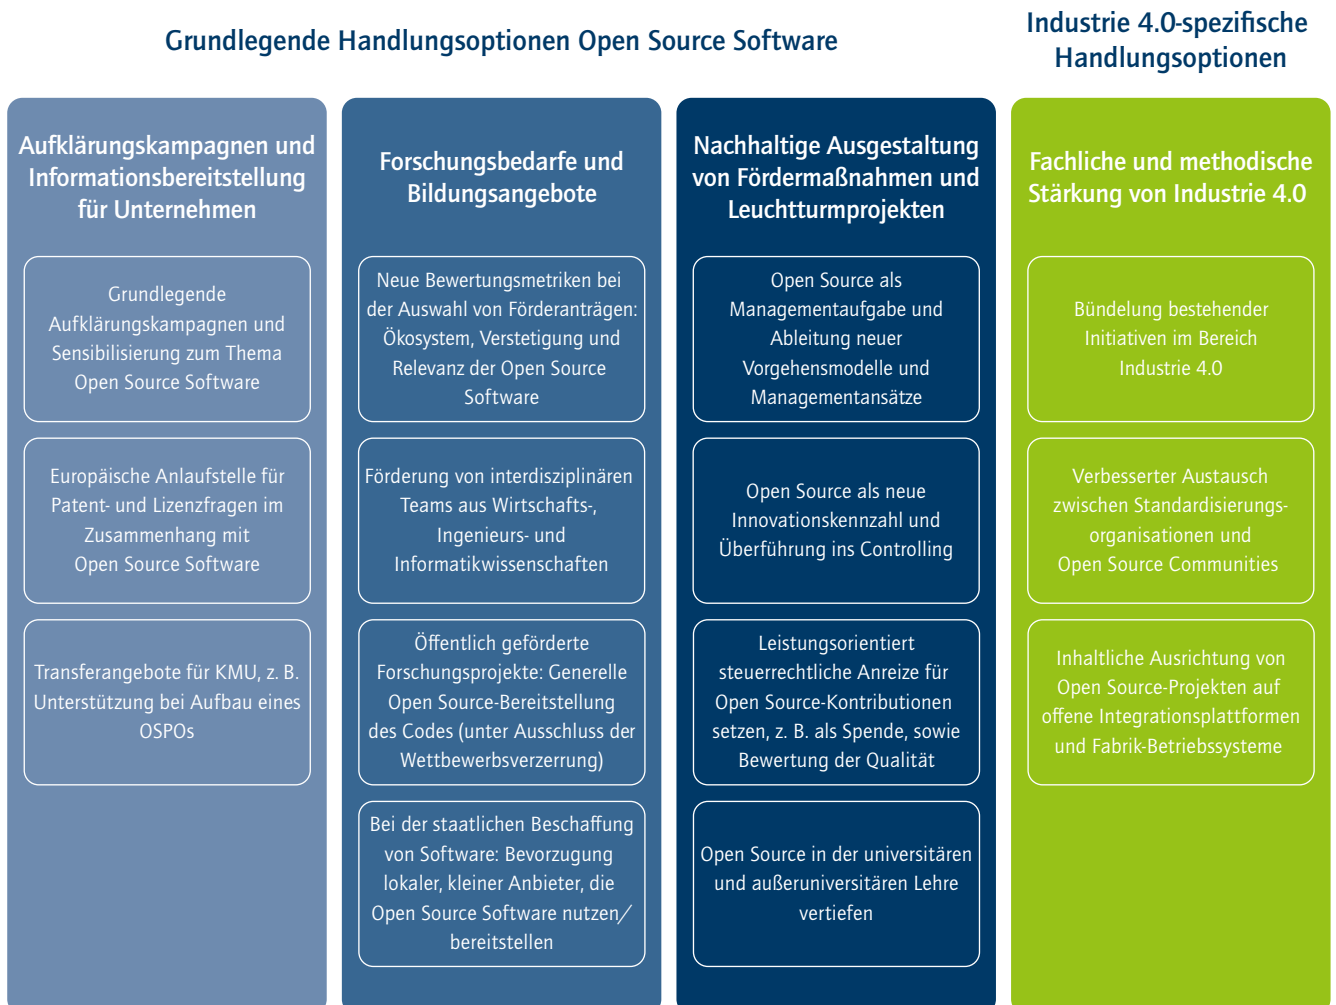 Grundlegende Handlungsoptionen Open Source Software
Industrie 4.0-spezifische
Handlungsoptionen
Aufklärungskampagnen und
Informationsbereitstellung
für Unternehmen
Grundlegende
Aufklärungskampagnen und
Sensibilisierung zum Thema
Open Source Software
Europäische Anlaufstelle für
Patent- und Lizenzfragen im
Zusammenhang mit
Open Source Software
Transferangebote für KMU, z. B.
Unterstützung bei Aufbau eines
OSPOs
Forschungsbedarfe und
Bildungsangebote
Neue Bewertungsmetriken bei
der Auswahl von Förderanträgen:
Ökosystem, Verstetigung und
Relevanz der Open Source
Software
Förderung von interdisziplinären
Teams aus Wirtschafts-,
Ingenieurs- und
Informatikwissenschaften
Öffentlich geförderte
Forschungsprojekte: Generelle
Open Source-Bereitstellung
des Codes (unter Ausschluss der
Wettbewerbsverzerrung)
Bei der staatlichen Beschaffung
von Software: Bevorzugung
lokaler, kleiner Anbieter, die
Open Source Software nutzen/
bereitstellen
Nachhaltige Ausgestaltung
von Fördermaßnahmen und
Leuchtturmprojekten
Open Source als
Managementaufgabe und
Ableitung neuer
Vorgehensmodelle und
Managementansätze
Open Source als neue
Innovationskennzahl und
Überführung ins Controlling
Leistungsorientiert
steuerrechtliche Anreize für
Open Source-Kontributionen
setzen, z. B. als Spende, sowie
Bewertung der Qualität
Open Source in der universitären
und außeruniversitären Lehre
vertiefen
Fachliche und methodische
Stärkung von Industrie 4.0
Bündelung bestehender
Initiativen im Bereich
Industrie 4.0
Verbesserter Austausch
zwischen Standardisierungs-
organisationen und
Open Source Communities
Inhaltliche Ausrichtung von
Open Source-Projekten auf
offene Integrationsplattformen
und Fabrik-Betriebssysteme